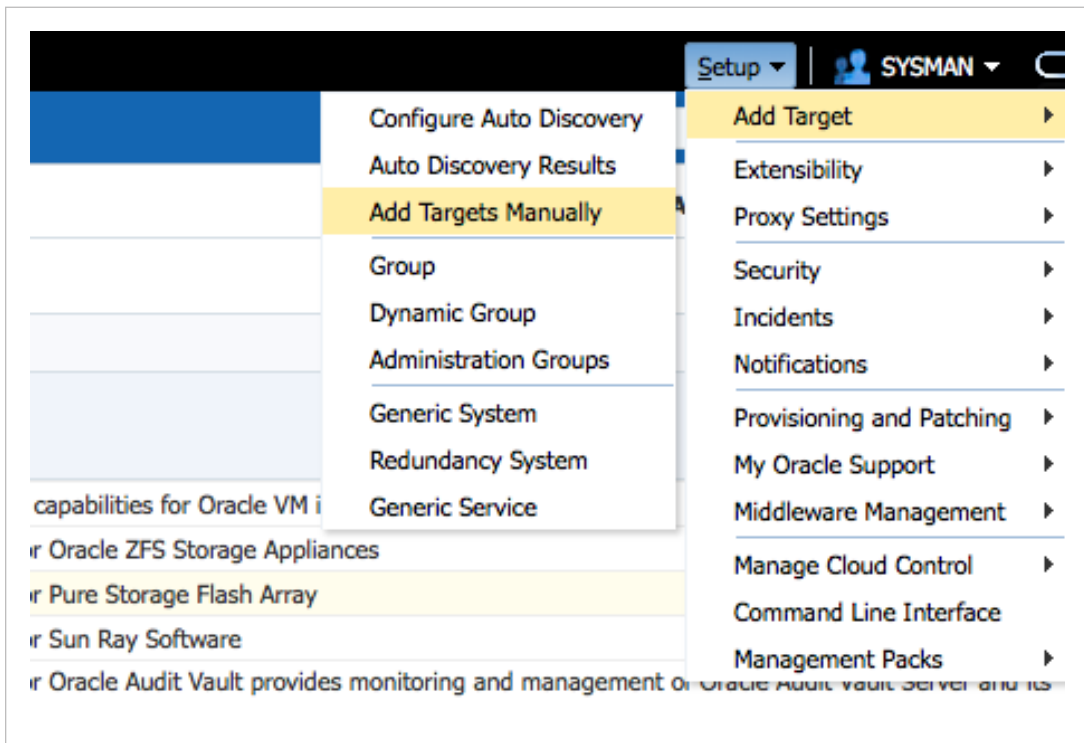 Setup SYSMAN
Configure Auto Discovery
Auto Discovery Results
Add Targets Manually
Group
Dynamic Group
Administration Groups
Generic System
Redundancy System
Generic Service
Add Target
Extensibility
Proxy Settings
Security
Incidents
Notifications
Provisioning and Patching
My Oracle Support
Middleware Management
Manage Cloud Control
Command Line Interface
Management Packs
capabilities for Oracle VM i
r Oracle ZFS Storage Appliances
r Pure Storage Flash Array
r Sun Ray Software
r Oracle Audit Vault provides monitoring and management of Oracle Audit Vault Server and its